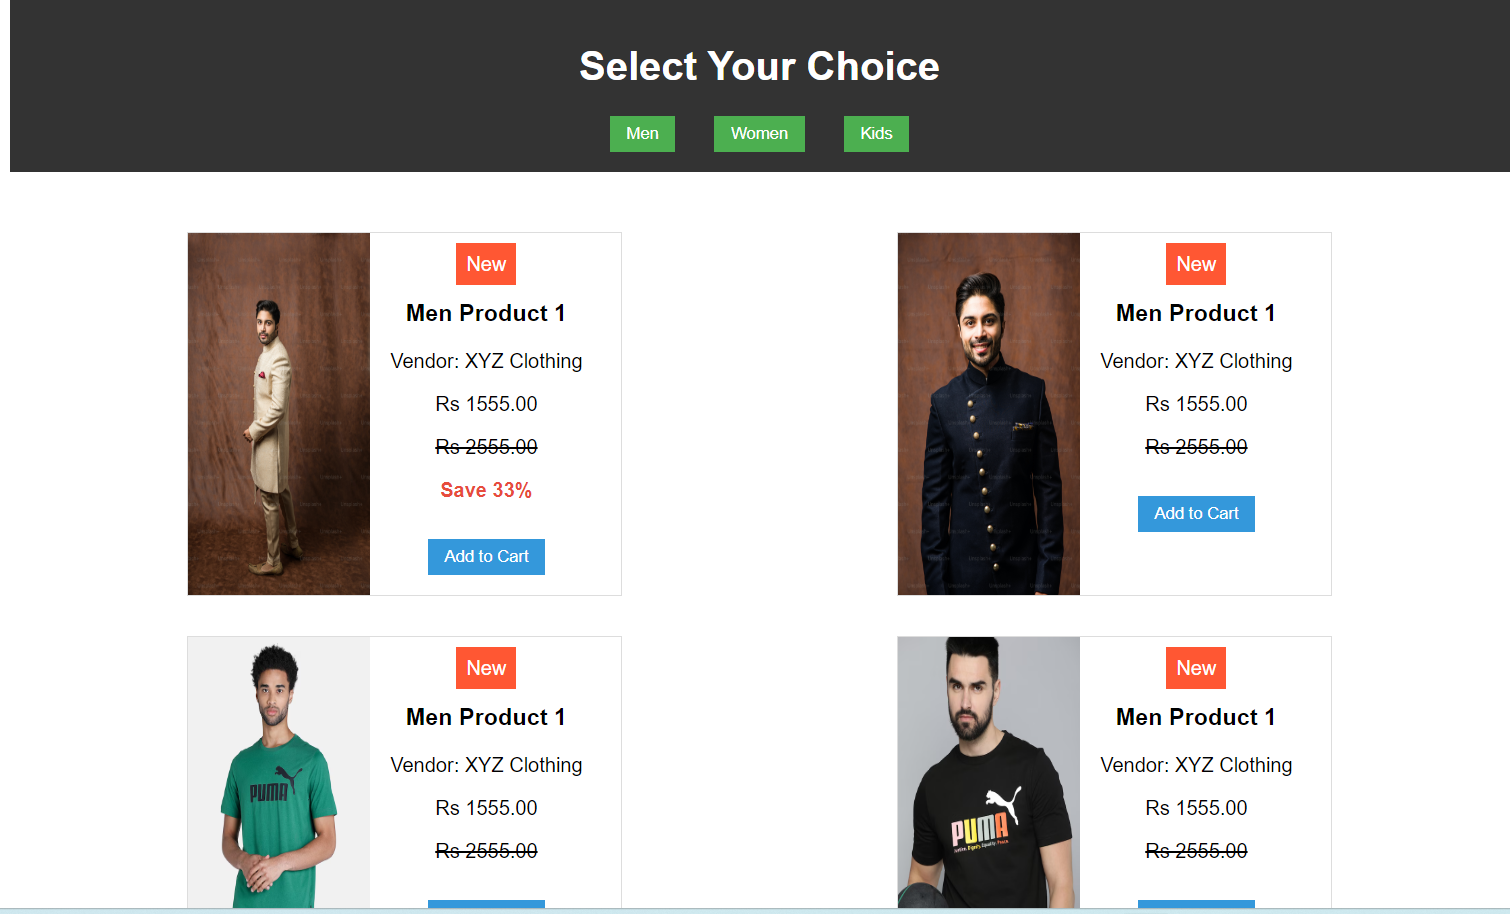 Select Your Choice
Men Women Kids
New
Men Product 1
Vendor: XYZ Clothing
Rs 1555.00
Rs 2555.00
Save 33%
Add to Cart
New
Men Product 1
Vendor: XYZ Clothing
Rs 1555.00
Rs 2555.00
Add to Cart
PUMA
New
Men Product 1
Vendor: XYZ Clothing
Rs 1555.00
Rs 2555.00
PUMA
New
Men Product 1
Vendor: XYZ Clothing
Rs 1555.00
Rs 2555.00